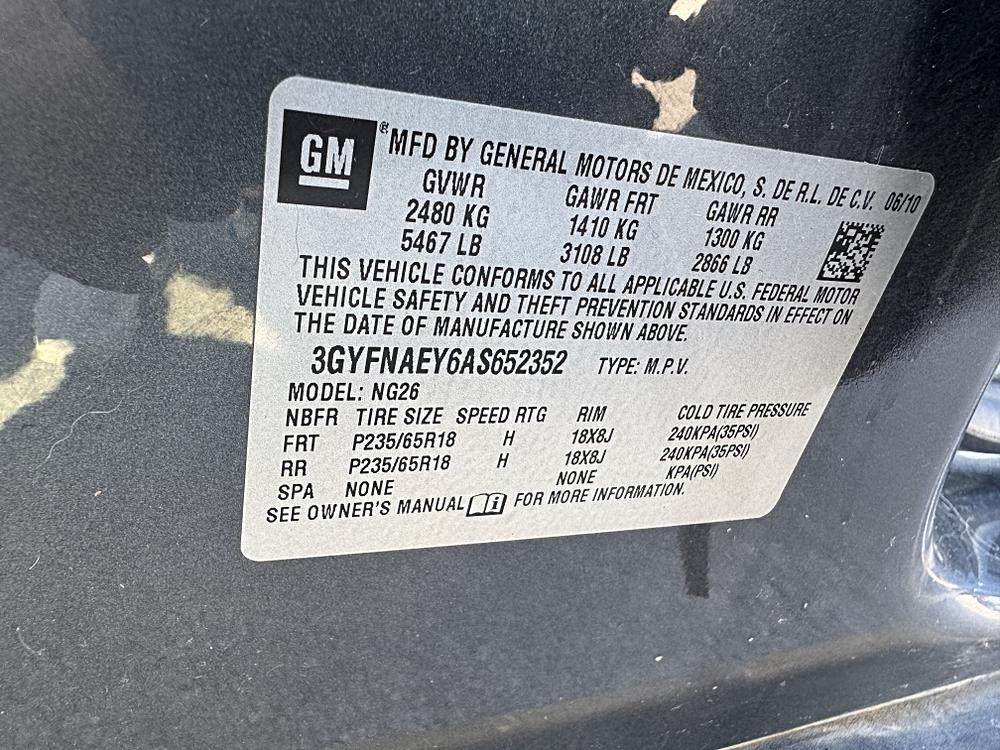 GM® MFD BY GENERAL MOTORS DE MEXICO, S. DE R.L. DE C.V. 06/10
GVWR GAWR FRT GAWR RR
2480 KG 1410 KG 1300 KG
5467 LB 3108 LB 2866 LB
THIS VEHICLE CONFORMS TO ALL APPLICABLE U.S. FEDERAL MOTOR
VEHICLE SAFETY AND THEFT PREVENTION STANDARDS IN EFFECT ON
THE DATE OF MANUFACTURE SHOWN ABOVE.
3GYFNAEY6AS652352 TYPE: M.P.V.
MODEL: NG26
NBFR TIRE SIZE SPEED RTG RIM COLD TIRE PRESSURE
FRT P235/65R18 H 18X8J 240KPA(35PSI)
RR P235/65R18 H 18X8J 240KPA(35PSI)
SPA NONE NONE KPA(PSI)
SEE OWNER'S MANUAL i FOR MORE INFORMATION.